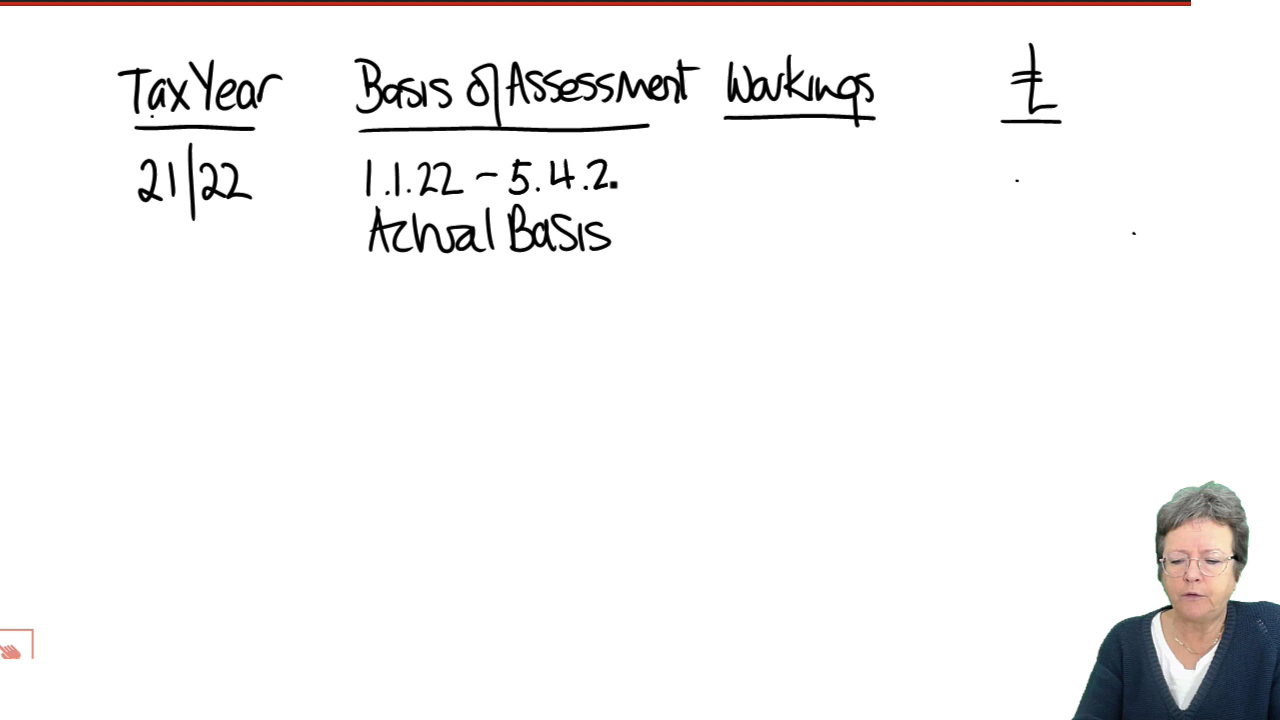 Tax Year Basis of Assessment Workings £
21/22 1.1.22 - 5.4.2
Actual Basis